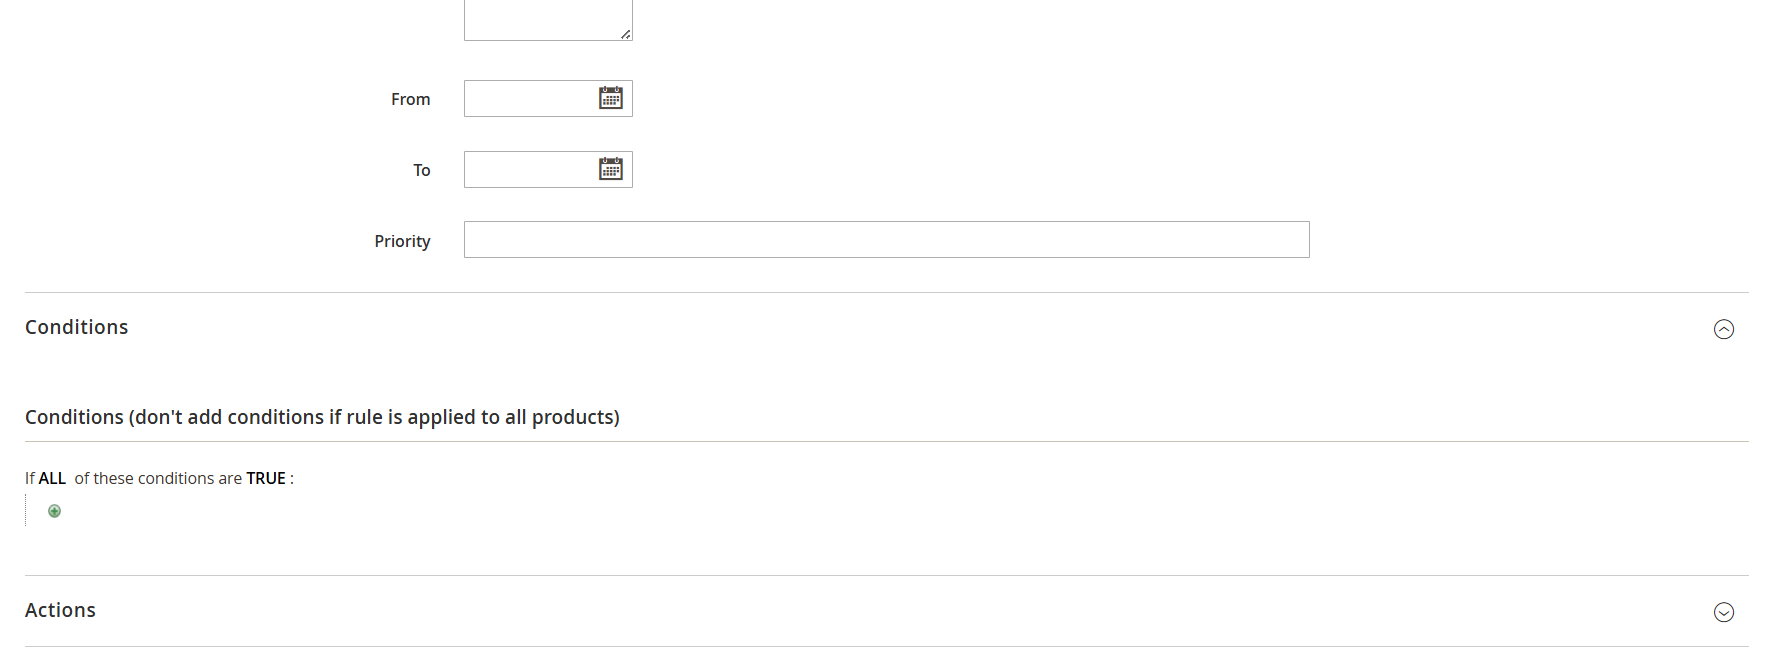 From
To
Priority
Conditions
Conditions (don't add conditions if rule is applied to all products)
If ALL of these conditions are TRUE :
Actions